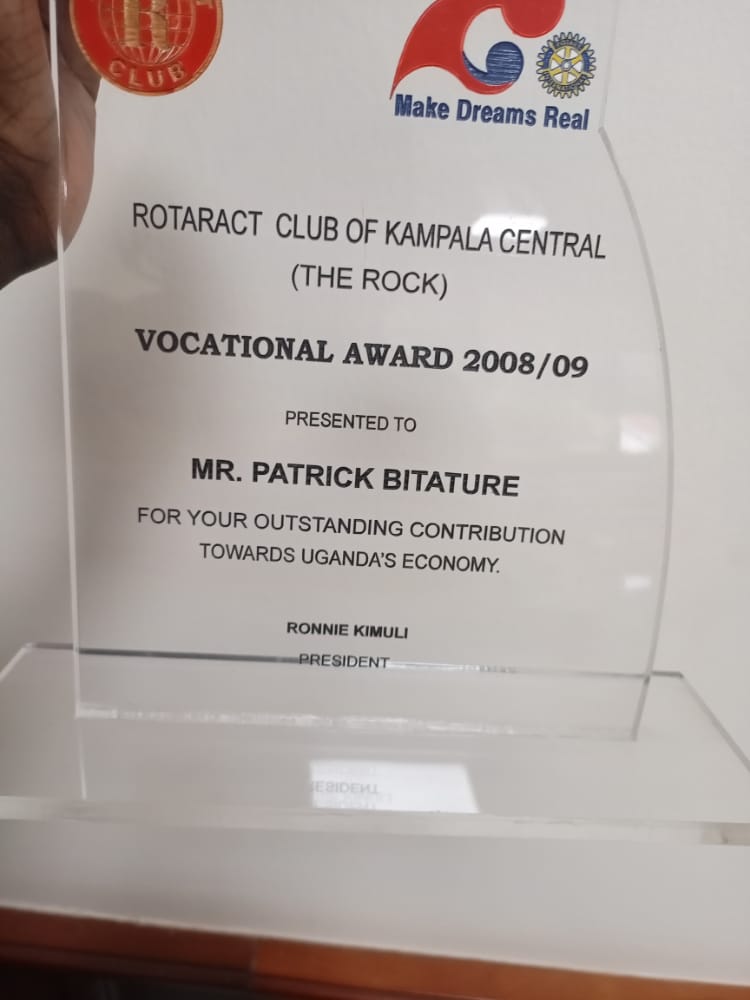 CLUB
Make Dreams Real
ROTARACT CLUB OF KAMPALA CENTRAL
(THE ROCK)
VOCATIONAL AWARD 2008/09
PRESENTED TO
MR. PATRICK BITATURE
FOR YOUR OUTSTANDING CONTRIBUTION
TOWARDS UGANDA'S ECONOMY.
RONNIE KIMULI
PRESIDENT